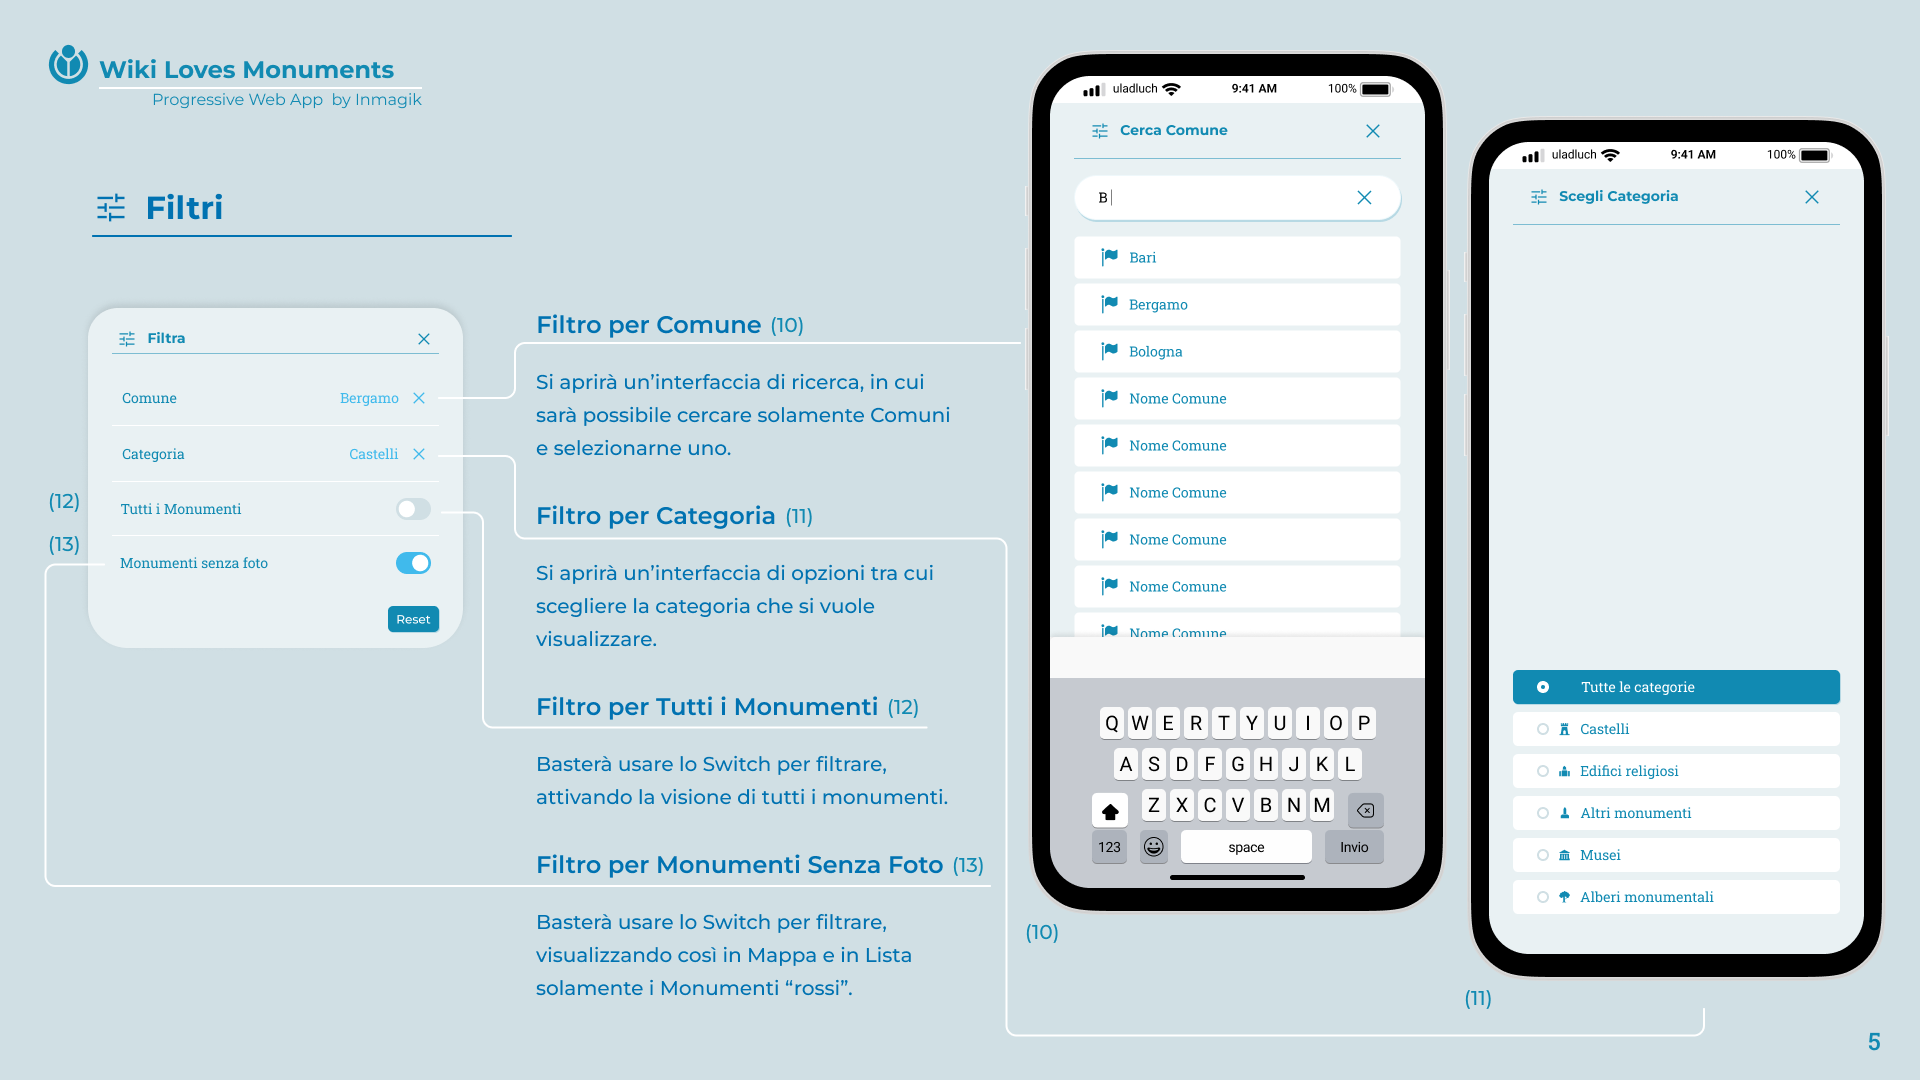 Wiki Loves Monuments
Progressive Web App by Inmagik
Filtri
Filtra
Comune
Bergamo
Categoria
Castelli
(12)
Tutti i Monumenti
(13)
Monumenti senza foto
Reset
Filtro per Comune (10)
Si aprirà un’interfaccia di ricerca, in cui
sarà possibile cercare solamente Comuni
e selezionarne uno.
Filtro per Categoria (11)
Si aprirà un’interfaccia di opzioni tra cui
scegliere la categoria che si vuole
visualizzare.
Filtro per Tutti i Monumenti (12)
Basterà usare lo Switch per filtrare,
attivando la visione di tutti i monumenti.
Filtro per Monumenti Senza Foto (13)
Basterà usare lo Switch per filtrare,
visualizzando così in Mappa e in Lista
solamente i Monumenti “rossi”.
uladluch 9:41 AM 100%
Cerca Comune
B
Bari
Bergamo
Bologna
Nome Comune
Nome Comune
Nome Comune
Nome Comune
Nome Comune
Nome Comune
Q W E R T Y U I O P
A S D F G H J K L
Z X C V B N M
123 space Invio
(10)
uladluch 9:41 AM 100%
Scegli Categoria
Tutte le categorie
Castelli
Edifici religiosi
Altri monumenti
Musei
Alberi monumentali
(11)
5